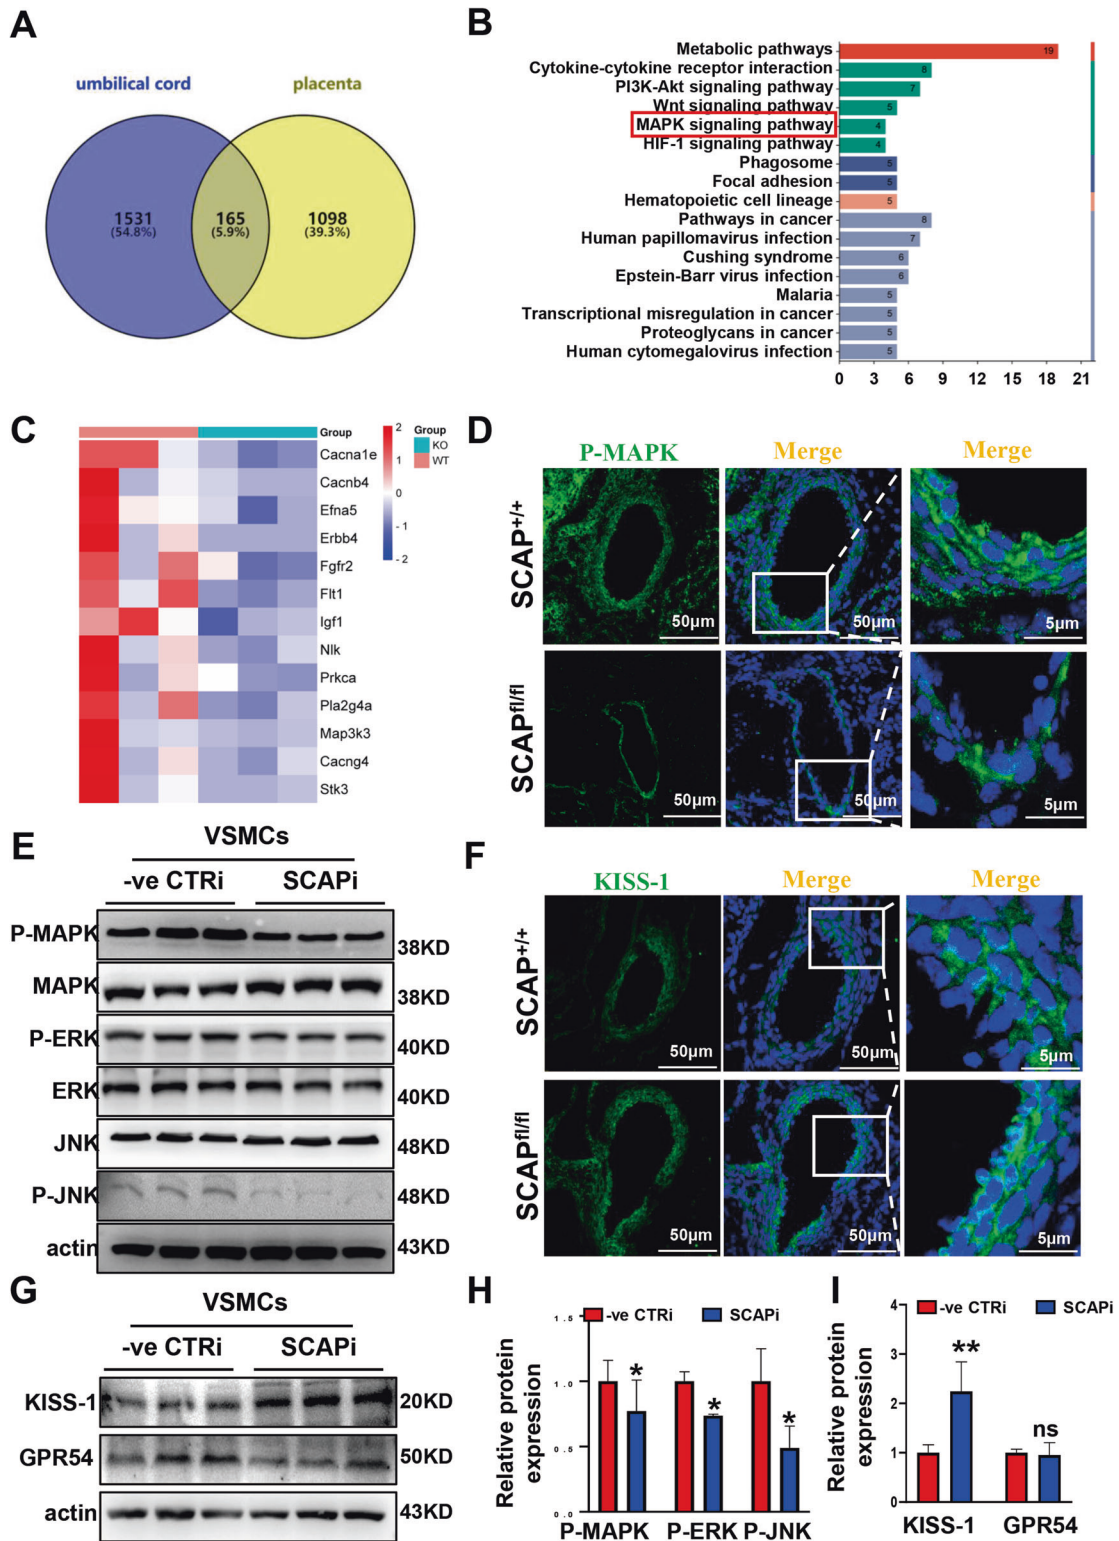 A
umbilical cord
placenta
1531
(54.8%)
165
(5.9%)
1098
(39.3%)
B
Metabolic pathways
19
Cytokine-cytokine receptor interaction
8
PI3K-Akt signaling pathway
7
Wnt signaling pathway
5
MAPK signaling pathway
4
HIF-1 signaling pathway
4
Phagosome
5
Focal adhesion
5
Hematopoietic cell lineage
5
Pathways in cancer
8
Human papillomavirus infection
7
Cushing syndrome
6
Epstein-Barr virus infection
6
Malaria
5
Transcriptional misregulation in cancer
5
Proteoglycans in cancer
5
Human cytomegalovirus infection
5
0 3 6 9 12 15 18 21
C
Group
Cacna1e
Cacnb4
Efna5
Erbb4
Fgfr2
Flt1
Igf1
Nlk
Prkca
Pla2g4a
Map3k3
Cacng4
Stk3
2
1
0
-1
-2
Group
KO
WT
D
P-MAPK
Merge
Merge
SCAP+/+
50μm
50μm
5μm
SCAPfl/fl
50μm
50μm
5μm
E
VSMCs
-ve CTRi
SCAPi
P-MAPK
38KD
MAPK
38KD
P-ERK
40KD
ERK
40KD
JNK
48KD
P-JNK
48KD
actin
43KD
F
KISS-1
Merge
Merge
SCAP+/+
50μm
50μm
5μm
SCAPfl/fl
50μm
50μm
5μm
G
VSMCs
-ve CTRi
SCAPi
KISS-1
20KD
GPR54
50KD
actin
43KD
H
-ve CTRi
SCAPi
Relative protein
expression
1.5
1.0
0.5
0.0
*
*
*
P-MAPK
P-ERK
P-JNK
I
-ve CTRi
SCAPi
Relative protein
expression
4
3
2
1
0
**
ns
KISS-1
GPR54